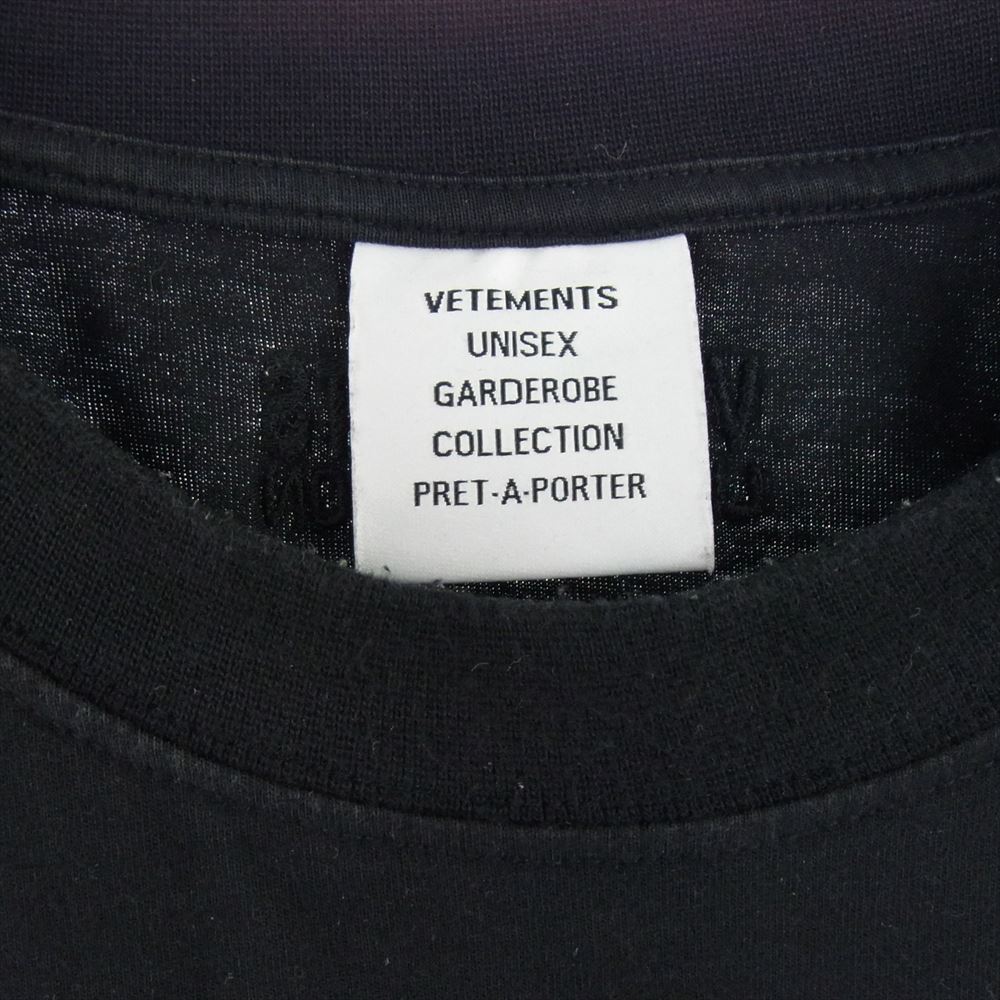 VETEMENTS
UNISEX
GARDEROBE
COLLECTION
PRET-A-PORTER